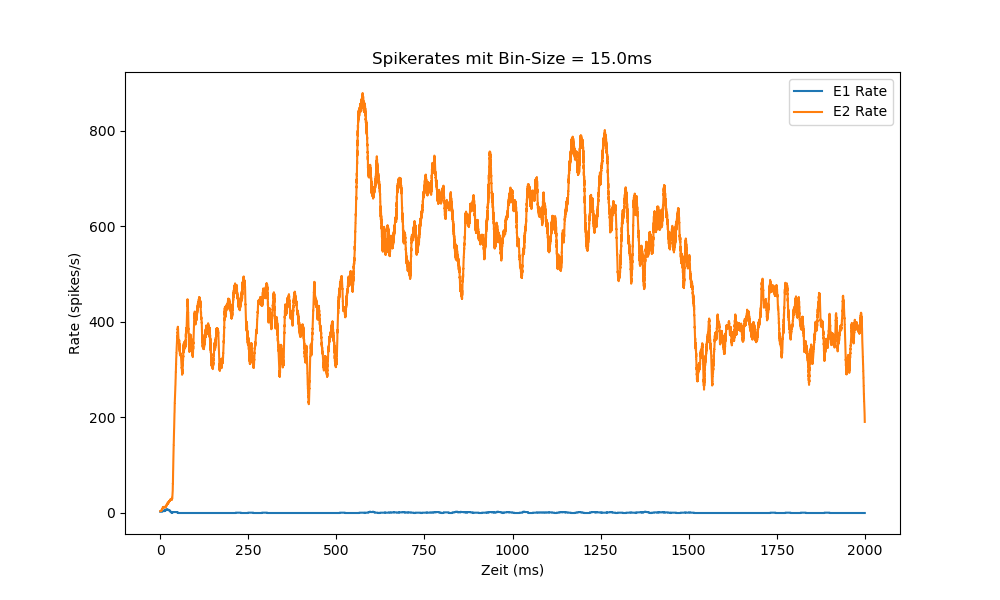 Spikerates mit Bin-Size = 15.0ms
E1 Rate
E2 Rate
800
600
400
200
0
Rate (spikes/s)
0 250 500 750 1000 1250 1500 1750 2000
Zeit (ms)